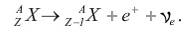 $^{A}_{Z}X \rightarrow ^{\;\;\;A}_{Z-1}X + e^{+} + \nu_{e}.$